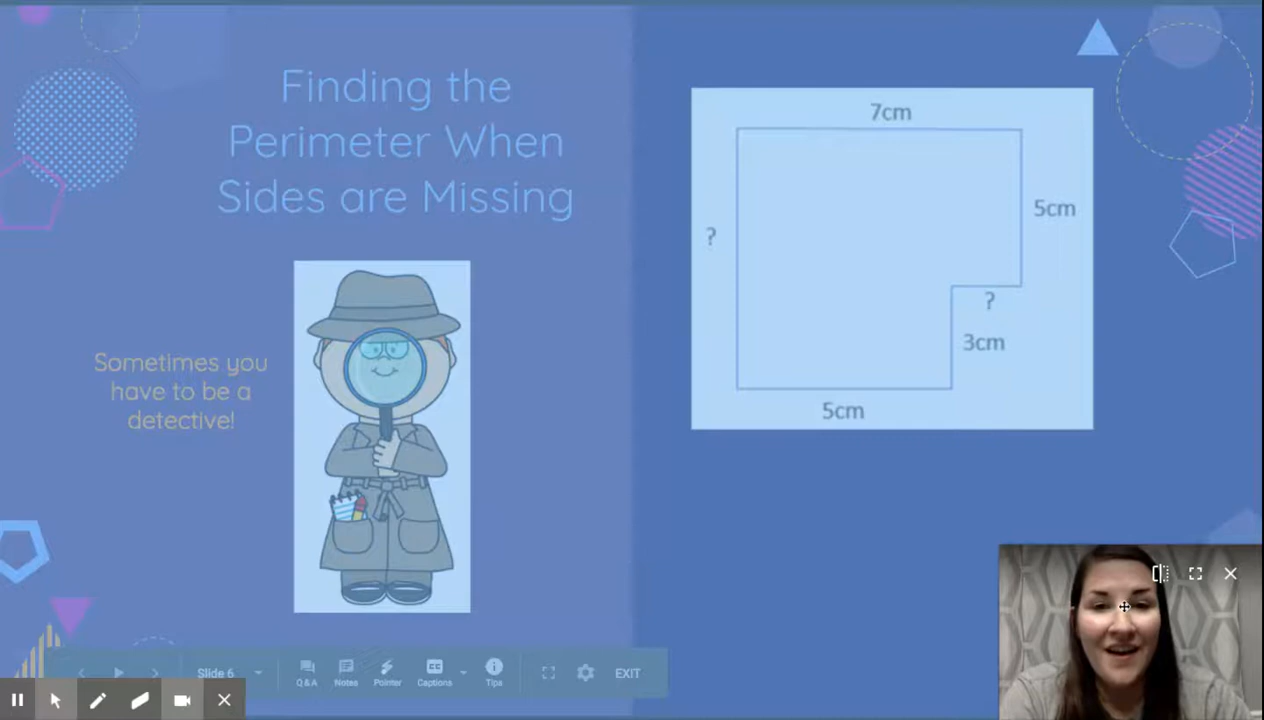 Finding the
Perimeter When
Sides are Missing
Sometimes you
have to be a
detective!
7cm
5cm
?
?
3cm
5cm
Slide 6
Q&A
Notes
Pointer
Captions
Tips
EXIT
CC